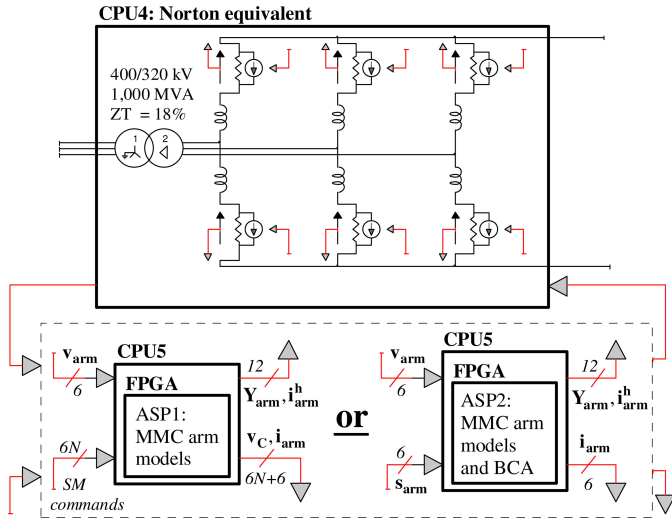 CPU4: Norton equivalent
400/320 kV
1,000 MVA
ZT = 18%
1 2
CPU5
FPGA
ASP1:
MMC arm
models
v_arm
6
6N
SM
commands
12
Y_arm, i_arm^h
v_C, i_arm
6N+6
or
CPU5
FPGA
ASP2:
MMC arm
models
and BCA
v_arm
6
6
s_arm
12
Y_arm, i_arm^h
i_arm
6